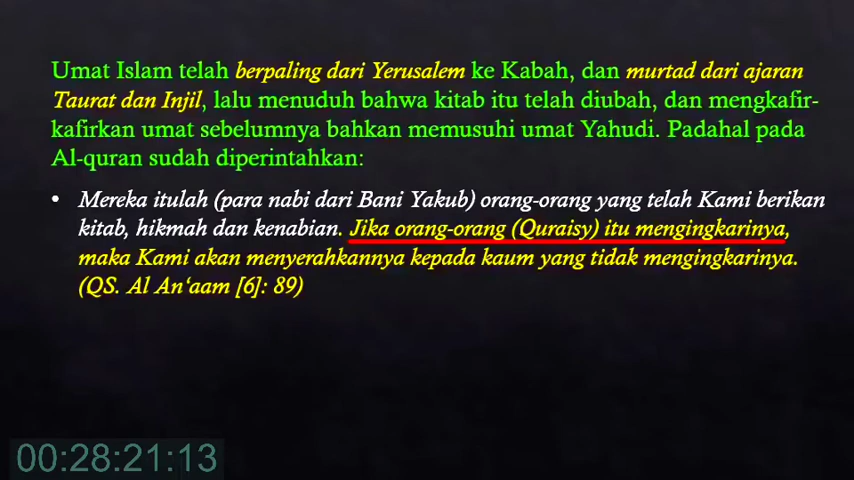 Umat Islam telah berpaling dari Yerusalem ke Kabah, dan murtad dari ajaran
Taurat dan Injil, lalu menuduh bahwa kitab itu telah diubah, dan mengkafir-
kafirkan umat sebelumnya bahkan memusuhi umat Yahudi. Padahal pada
Al-quran sudah diperintahkan:
• Mereka itulah (para nabi dari Bani Yakub) orang-orang yang telah Kami berikan
kitab, hikmah dan kenabian. Jika orang-orang (Quraisy) itu mengingkarinya,
maka Kami akan menyerahkannya kepada kaum yang tidak mengingkarinya.
(QS. Al An‘aam [6]: 89)
00:28:21:13